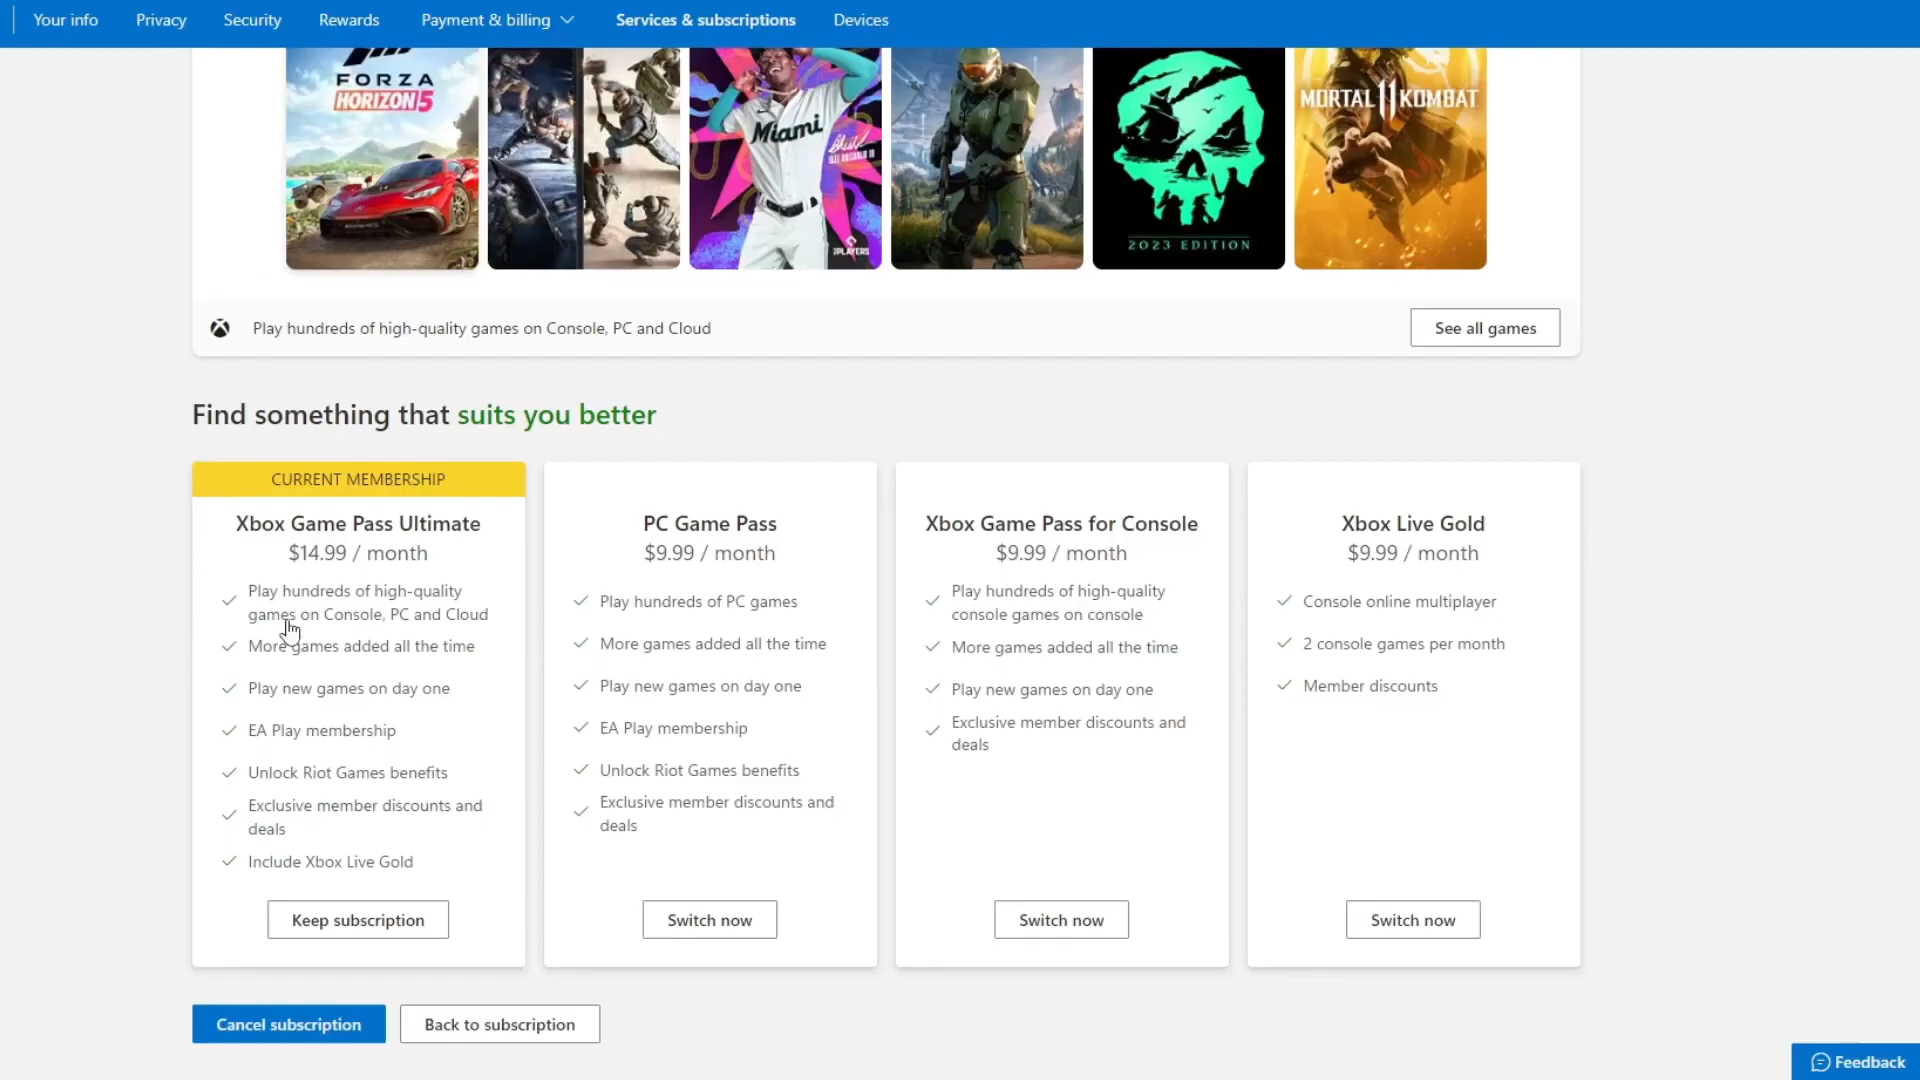 Your info Privacy Security Rewards Payment & billing Services & subscriptions Devices
FORZA
HORIZON 5
Miami
2023 EDITION
MORTAL KOMBAT
Play hundreds of high-quality games on Console, PC and Cloud
See all games
Find something that suits you better
CURRENT MEMBERSHIP
Xbox Game Pass Ultimate
$14.99 / month
Play hundreds of high-quality
games on Console, PC and Cloud
More games added all the time
Play new games on day one
EA Play membership
Unlock Riot Games benefits
Exclusive member discounts and
deals
Include Xbox Live Gold
Keep subscription
PC Game Pass
$9.99 / month
Play hundreds of PC games
More games added all the time
Play new games on day one
EA Play membership
Unlock Riot Games benefits
Exclusive member discounts and
deals
Switch now
Xbox Game Pass for Console
$9.99 / month
Play hundreds of high-quality
console games on console
More games added all the time
Play new games on day one
Exclusive member discounts and
deals
Switch now
Xbox Live Gold
$9.99 / month
Console online multiplayer
2 console games per month
Member discounts
Switch now
Cancel subscription
Back to subscription
Feedback